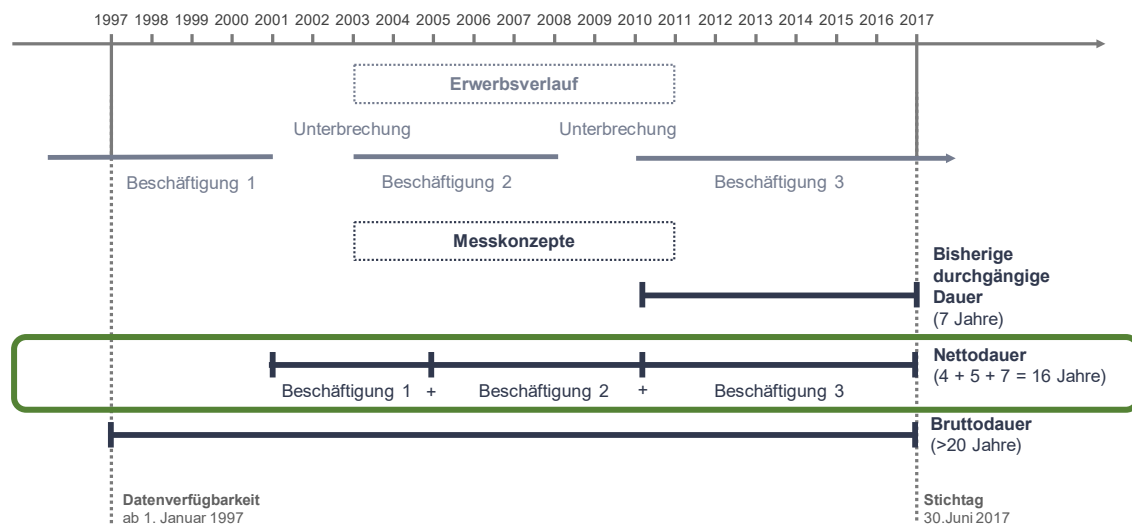 1997 1998 1999 2000 2001 2002 2003 2004 2005 2006 2007 2008 2009 2010 2011 2012 2013 2014 2015 2016 2017
Erwerbsverlauf
Unterbrechung Unterbrechung
Beschäftigung 1 Beschäftigung 2 Beschäftigung 3
Messkonzepte
Bisherige
durchgängige
Dauer
(7 Jahre)
Nettodauer
(4 + 5 + 7 = 16 Jahre)
Beschäftigung 1 + Beschäftigung 2 + Beschäftigung 3
Bruttodauer
(>20 Jahre)
Datenverfügbarkeit
ab 1. Januar 1997
Stichtag
30.Juni 2017